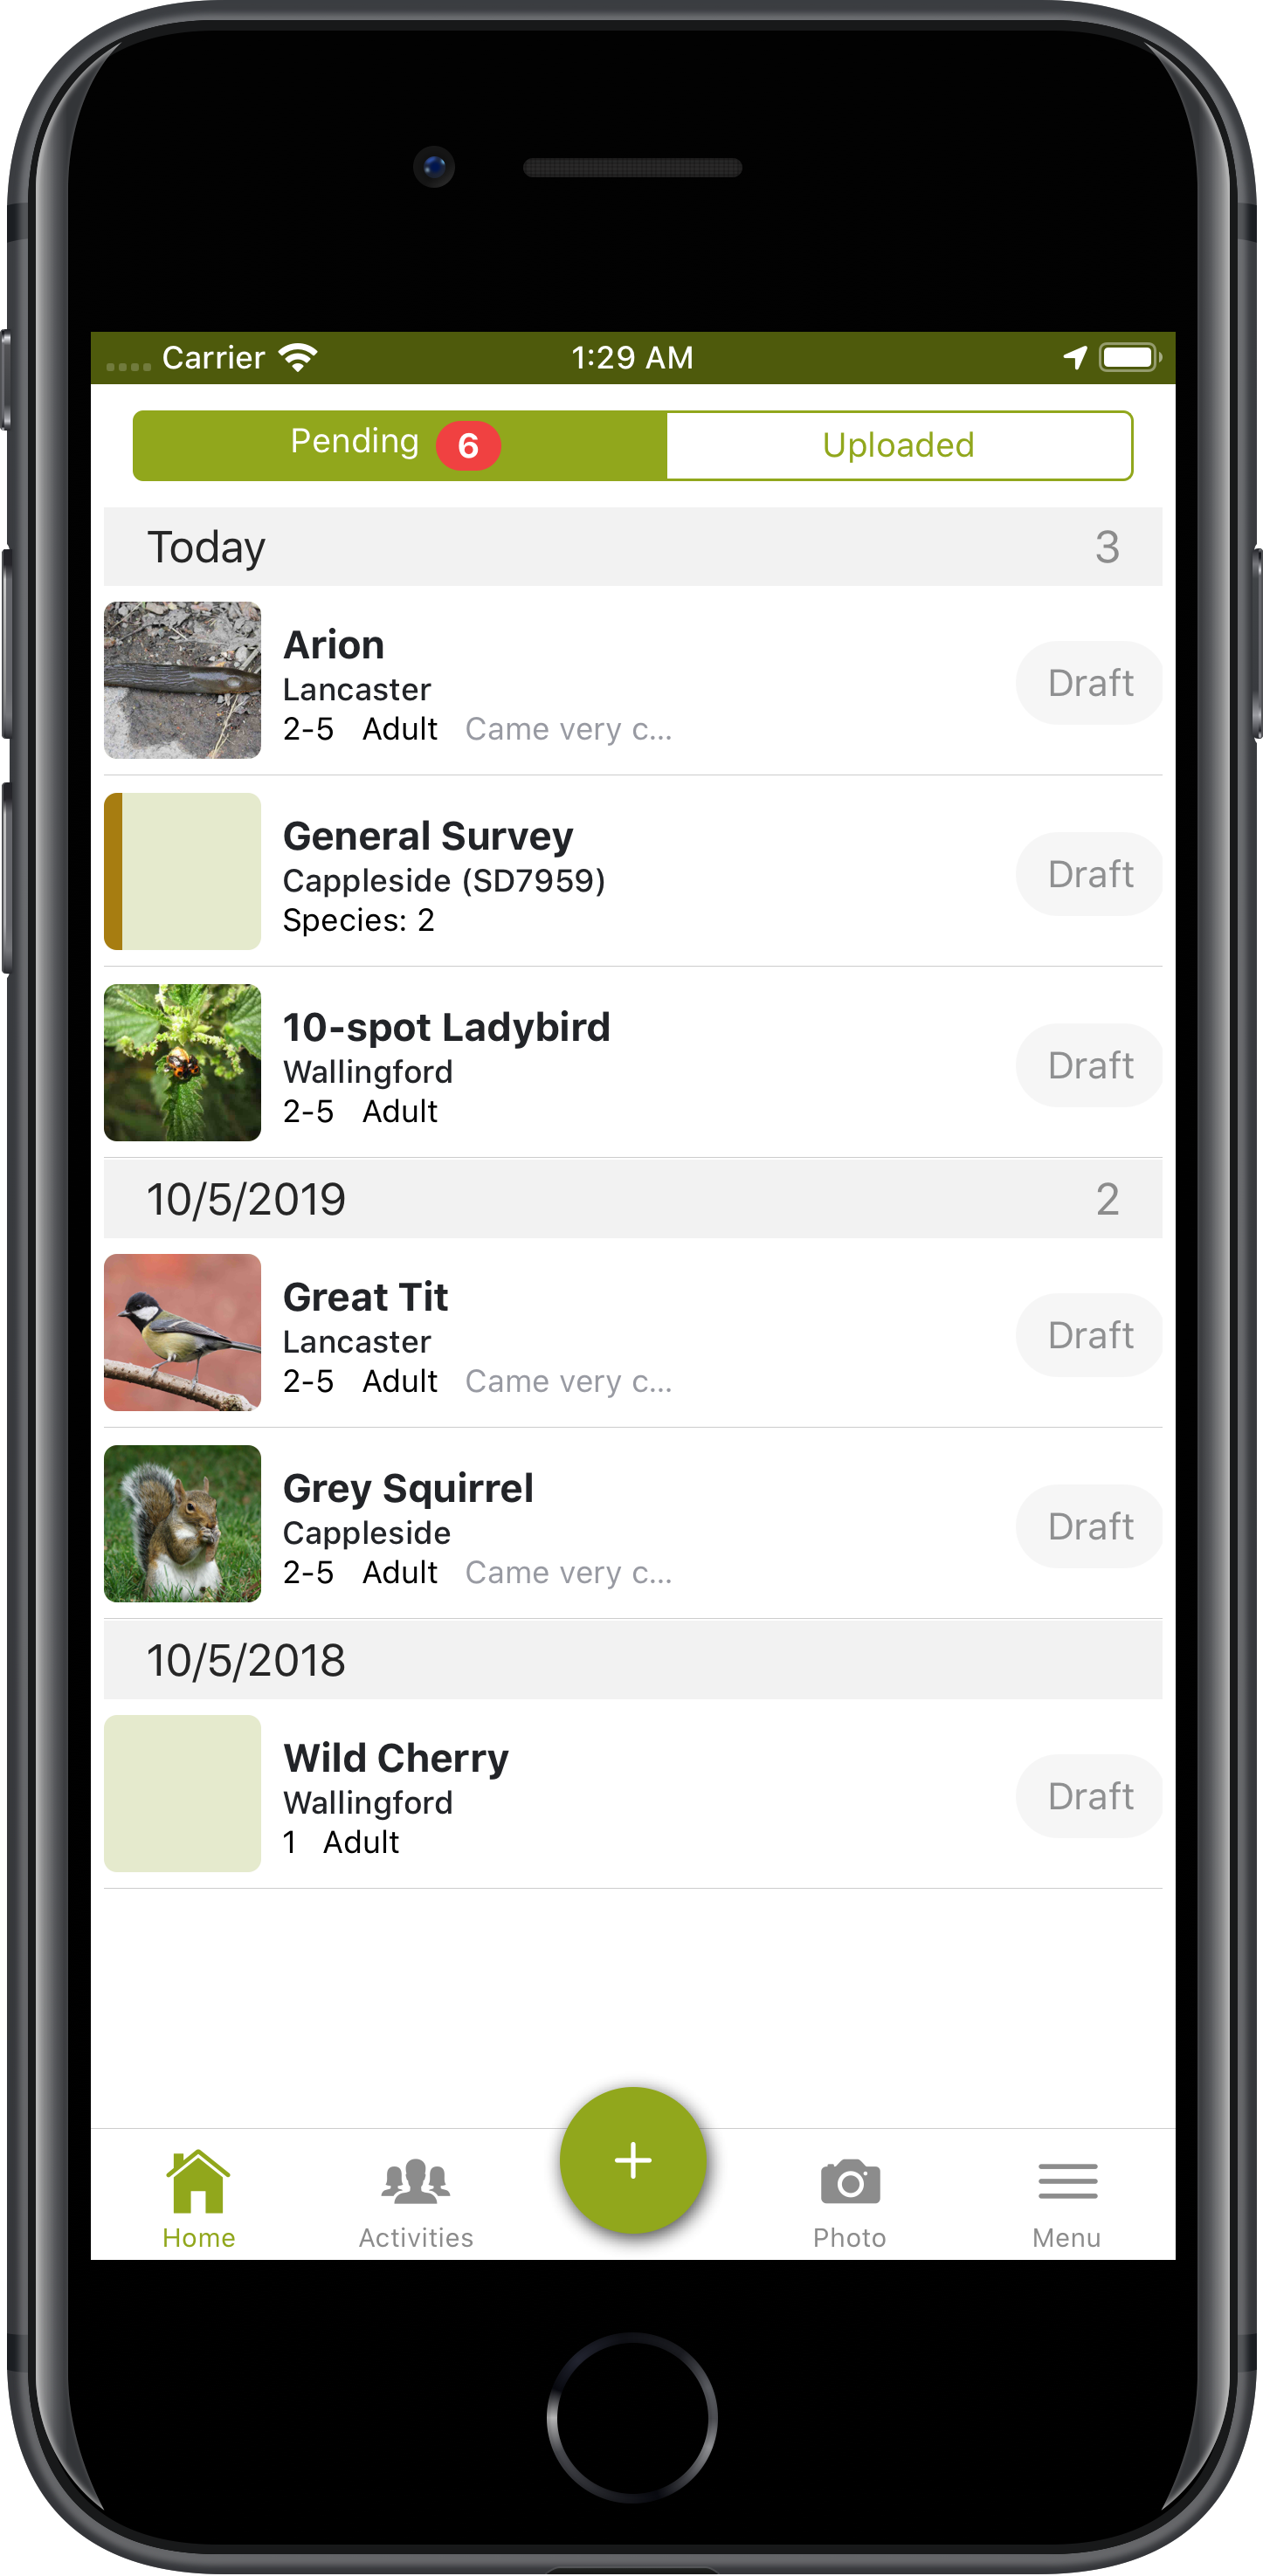 Carrier 1:29 AM
Pending 6 Uploaded
Today 3
Arion
Lancaster
2-5 Adult Came very c...
Draft
General Survey
Cappleside (SD7959)
Species: 2
Draft
10-spot Ladybird
Wallingford
2-5 Adult
Draft
10/5/2019 2
Great Tit
Lancaster
2-5 Adult Came very c...
Draft
Grey Squirrel
Cappleside
2-5 Adult Came very c...
Draft
10/5/2018
Wild Cherry
Wallingford
1 Adult
Draft
+
Home Activities Photo Menu